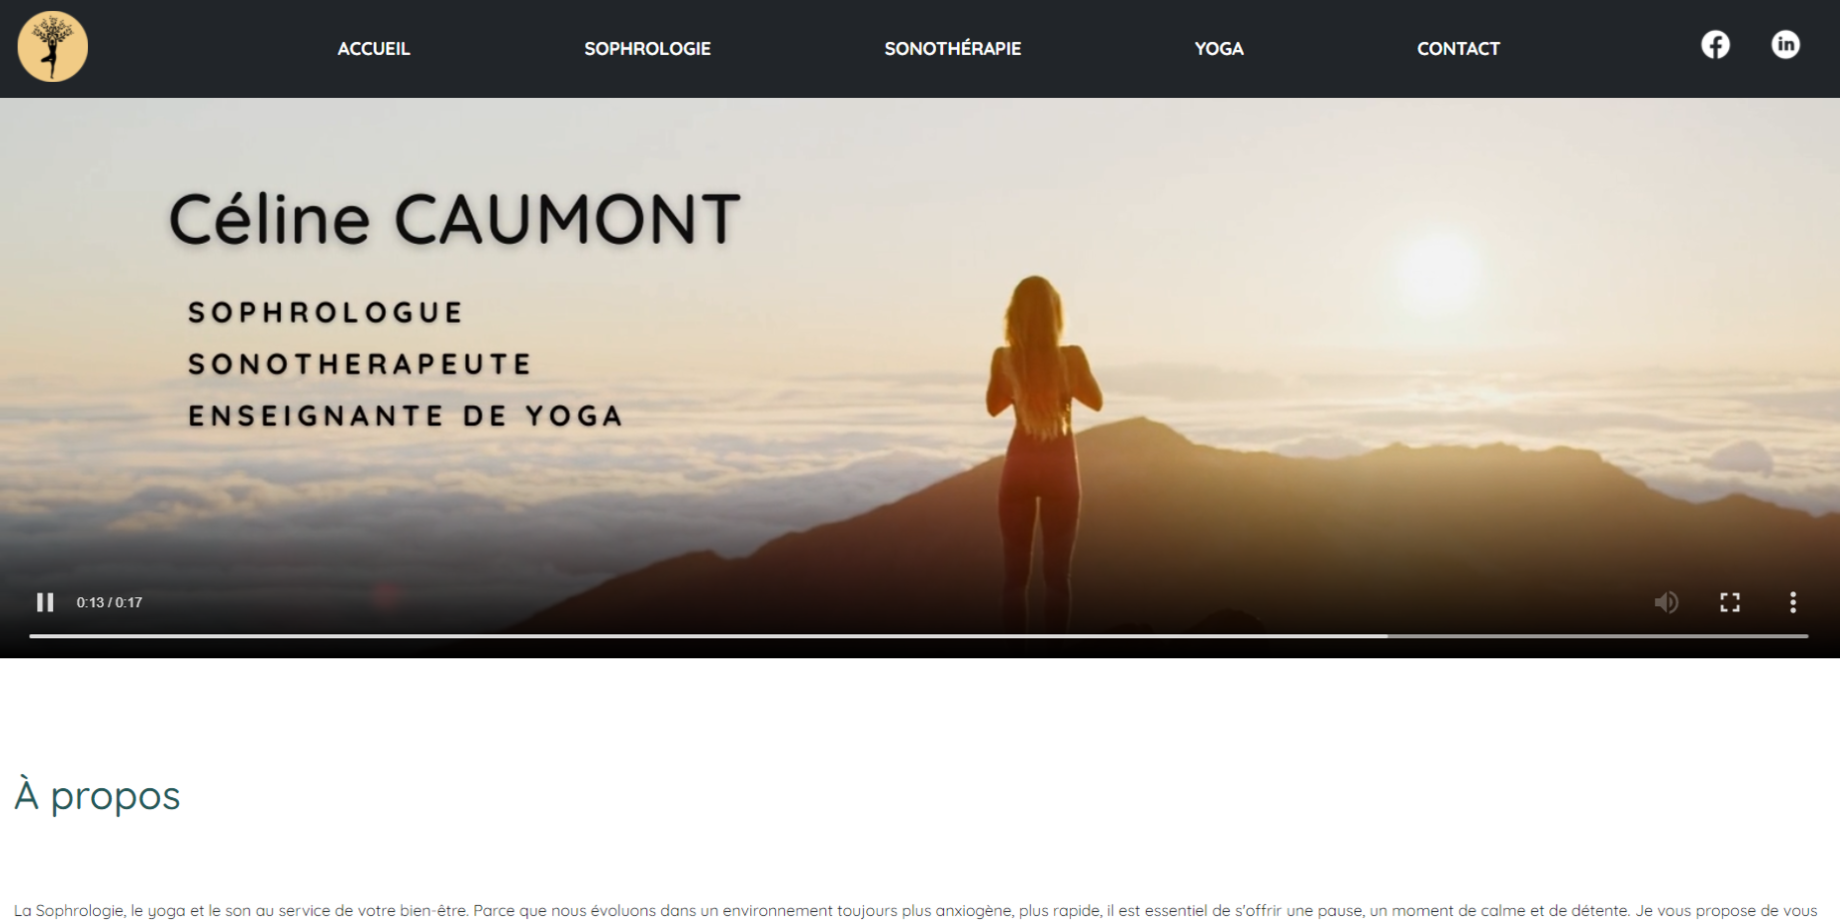 ACCUEIL SOPHROLOGIE SONOTHÉRAPIE YOGA CONTACT
Céline CAUMONT
SOPHROLOGUE
SONOTHERAPEUTE
ENSEIGNANTE DE YOGA
0:13 / 0:17
À propos
La Sophrologie, le yoga et le son au service de votre bien-être. Parce que nous évoluons dans un environnement toujours plus anxiogène, plus rapide, il est essentiel de s'offrir une pause, un moment de calme et de détente. Je vous propose de vous